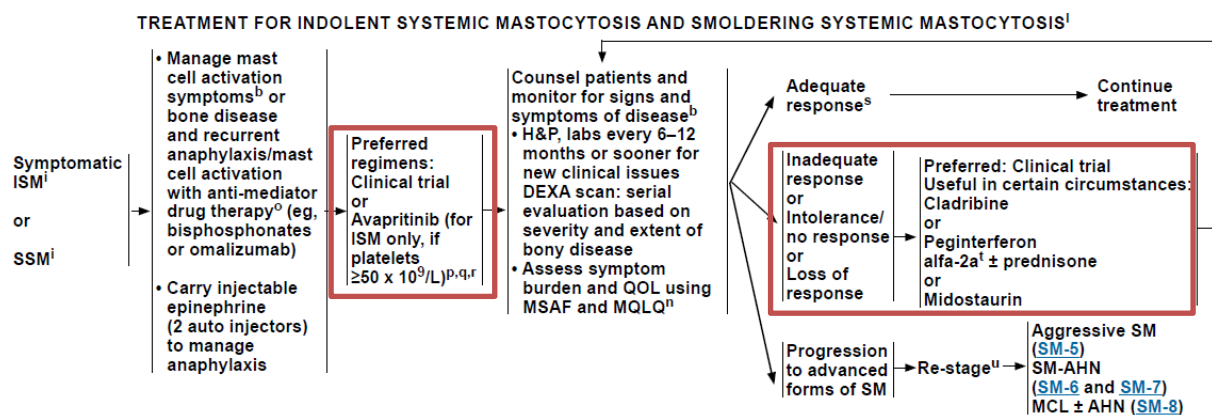 TREATMENT FOR INDOLENT SYSTEMIC MASTOCYTOSIS AND SMOLDERING SYSTEMIC MASTOCYTOSISl
Symptomatic
ISMi
or
SSMi
• Manage mast
cell activation
symptomsb or
bone disease
and recurrent
anaphylaxis/mast
cell activation
with anti-mediator
drug therapyo (eg,
bisphosphonates
or omalizumab)
• Carry injectable
epinephrine
(2 auto injectors)
to manage
anaphylaxis
Preferred
regimens:
Clinical trial
or
Avapritinib (for
ISM only, if
platelets
≥50 x 10^9/L)p,q,r
Counsel patients and
monitor for signs and
symptoms of diseaseb
• H&P, labs every 6–12
months or sooner for
new clinical issues
DEXA scan: serial
evaluation based on
severity and extent of
bony disease
• Assess symptom
burden and QOL using
MSAF and MQLQn
Adequate
responses
Continue
treatment
Inadequate
response
or
Intolerance/
no response
or
Loss of
response
Preferred: Clinical trial
Useful in certain circumstances:
Cladribine
or
Peginterferon
alfa-2at ± prednisone
or
Midostaurin
Progression
to advanced
forms of SM
Re-stageu
Aggressive SM
(SM-5)
SM-AHN
(SM-6 and SM-7)
MCL ± AHN (SM-8)